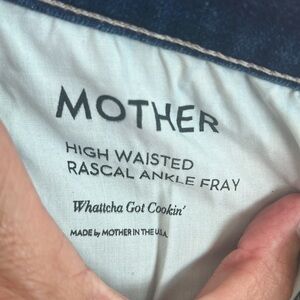 MOTHER
HIGH WAISTED
RASCAL ANKLE FRAY
Whattcha Got Cookin'
MADE by MOTHER IN THE U.S.A.